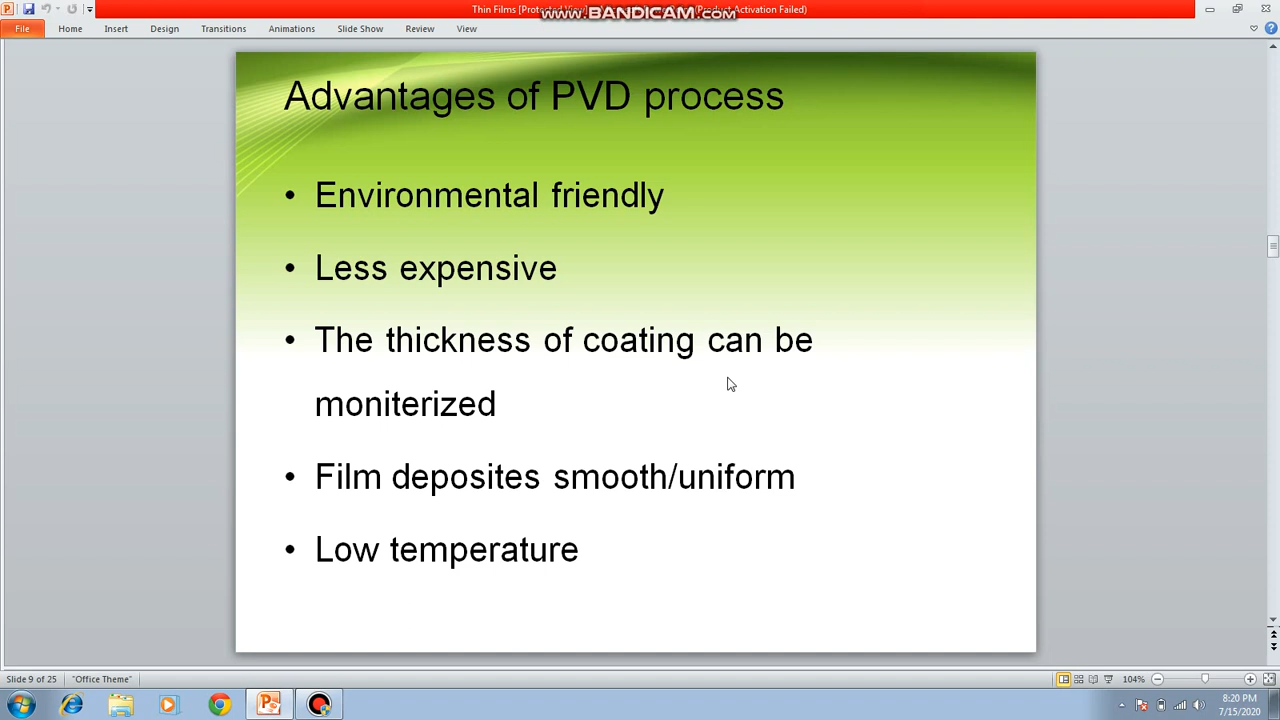 Thin Films [Protected View]
(Product Activation Failed)
www.BANDICAM.com
File Home Insert Design Transitions Animations Slide Show Review View
Advantages of PVD process
• Environmental friendly
• Less expensive
• The thickness of coating can be
moniterized
• Film deposites smooth/uniform
• Low temperature
Slide 9 of 25 "Office Theme" 104%
8:20 PM
7/15/2020